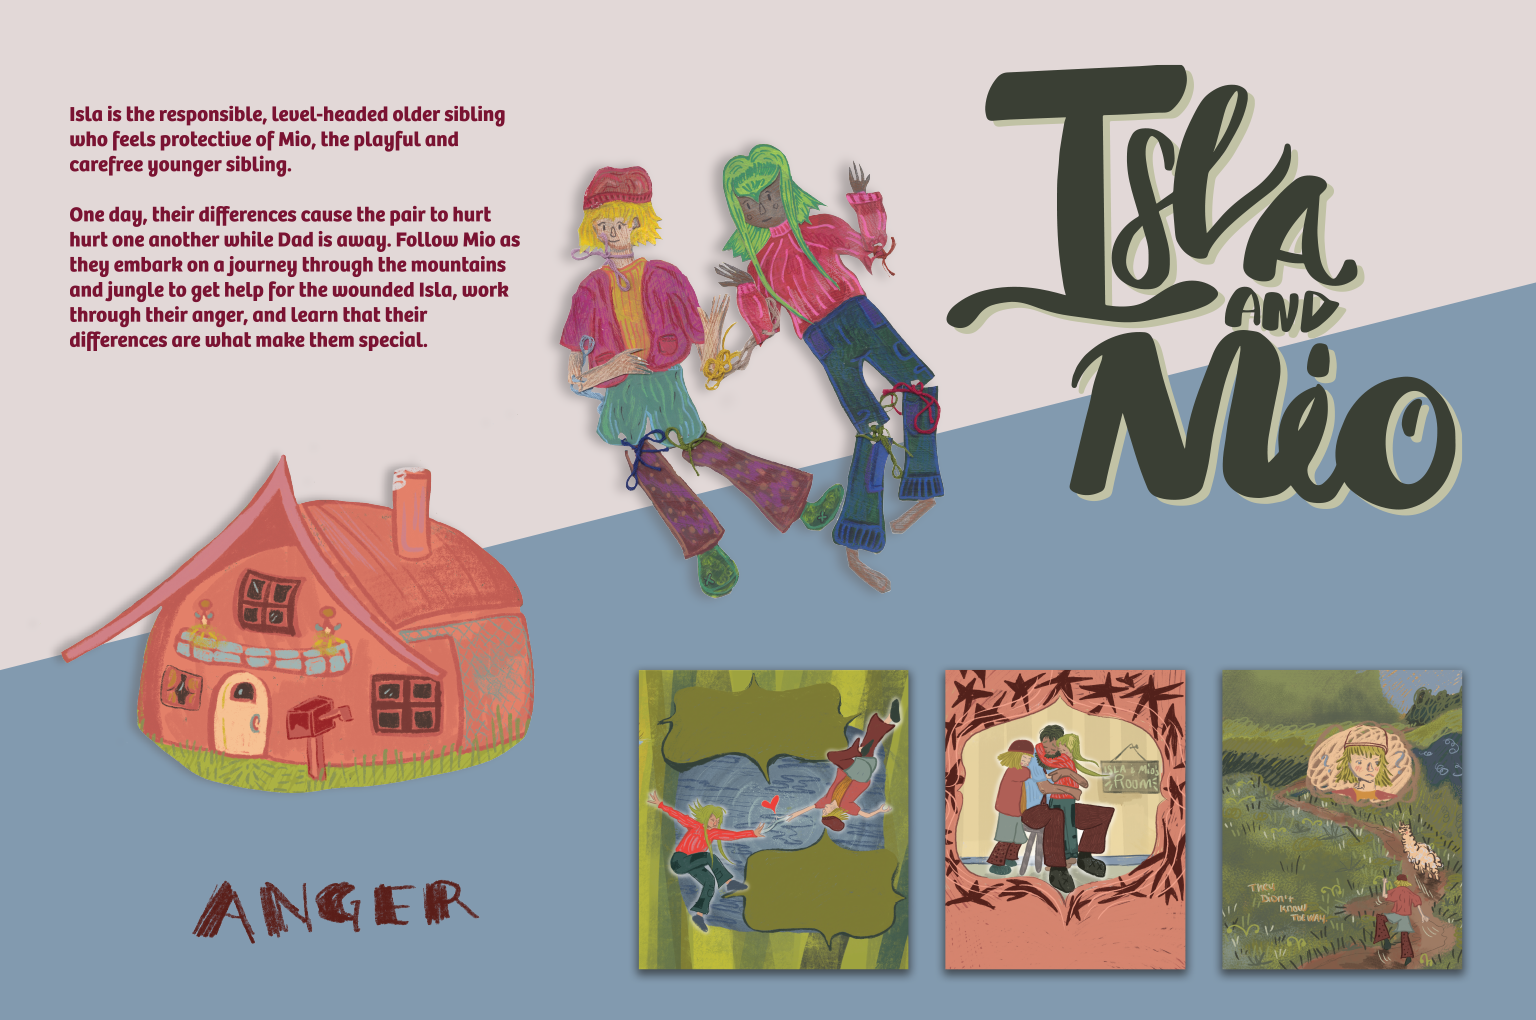 Isla is the responsible, level-headed older sibling
who feels protective of Mio, the playful and
carefree younger sibling.
One day, their differences cause the pair to hurt
hurt one another while Dad is away. Follow Mio as
they embark on a journey through the mountains
and jungle to get help for the wounded Isla, work
through their anger, and learn that their
differences are what make them special.
Isla
AND
Mio
ANGER
ISLA & Mio's
Room
They
Didn't
Know
The Way